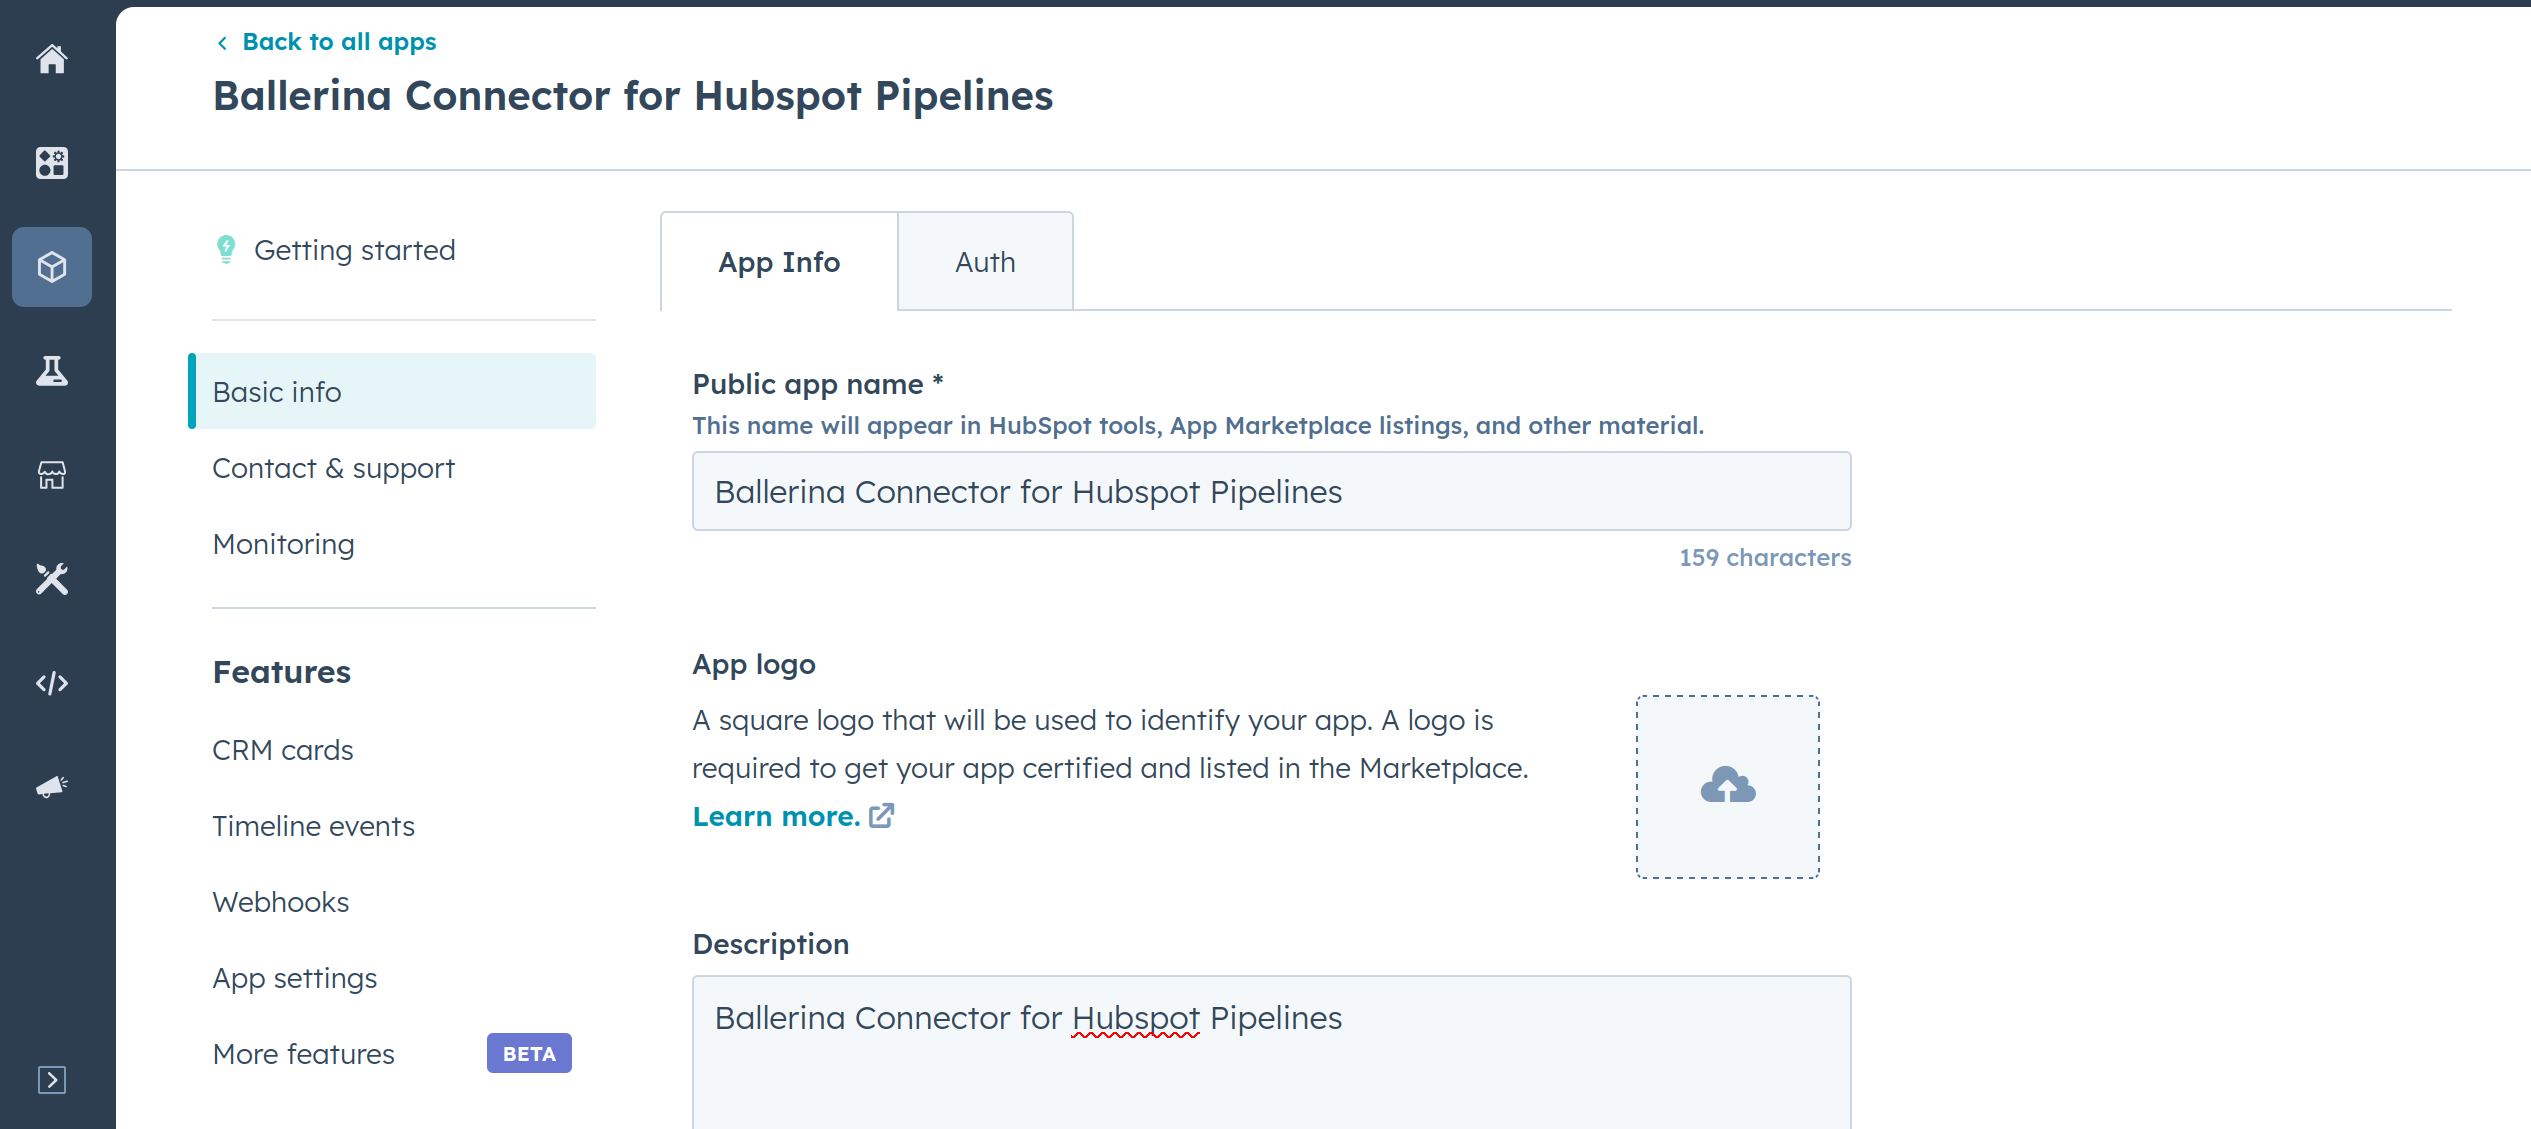 Back to all apps
Ballerina Connector for Hubspot Pipelines
Getting started
Basic info
Contact & support
Monitoring
Features
CRM cards
Timeline events
Webhooks
App settings
More features BETA
App Info Auth
Public app name *
This name will appear in HubSpot tools, App Marketplace listings, and other material.
Ballerina Connector for Hubspot Pipelines
159 characters
App logo
A square logo that will be used to identify your app. A logo is
required to get your app certified and listed in the Marketplace.
Learn more.
Description
Ballerina Connector for Hubspot Pipelines